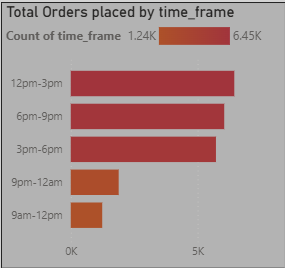 Total Orders placed by time_frame
Count of time_frame 1.24K 6.45K
12pm-3pm
6pm-9pm
3pm-6pm
9pm-12am
9am-12pm
0K 5K